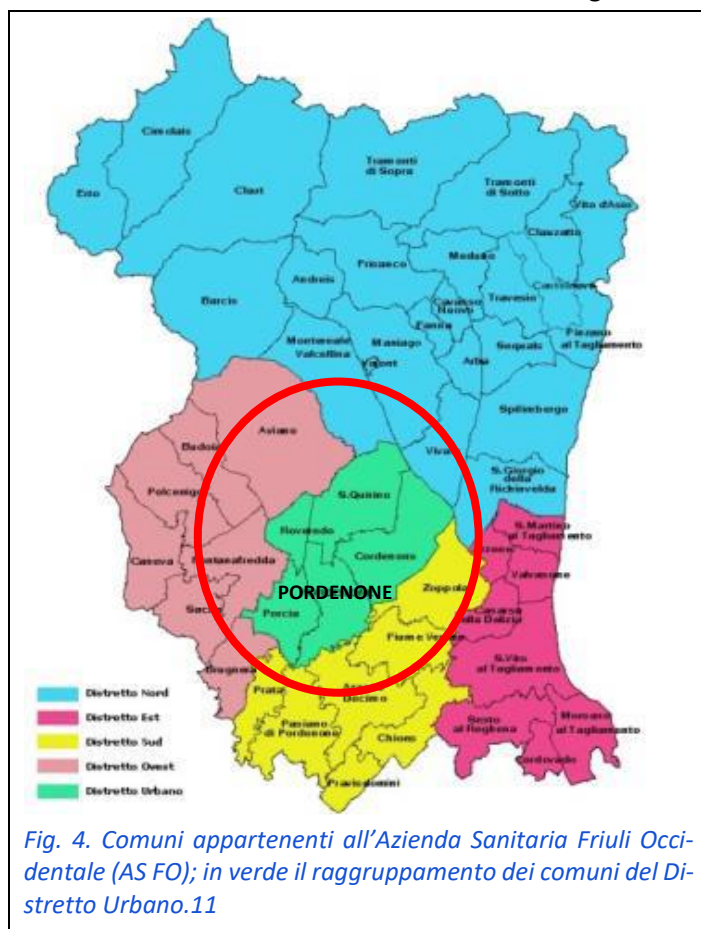 Cimolais
Erto
Claut
Tramonti
di Sopra
Tramonti
di Sotto
Vito d'Asio
Clauzetto
Frisanco
Meduno
Andreis
Barcis
Cavasso
Nuovo
Travesio
Fanna
Montereale
Valcellina
Maniago
Vajont
Arba
Sequals
Pinzano
al Tagliamento
Spilimbergo
Aviano
Budoia
Vivaro
S.Giorgio
della
Richinvelda
Polcenigo
S.Quirino
Roveredo
S.Martino
al Tagliamento
Caneva
Fontanafredda
Cordenons
Valvasone
Zoppola
PORDENONE
Sacile
Porcia
Casarsa
della Delizia
Fiume Veneto
S.Vito
al Tagliamento
Brugnera
Prata
Azzano
Decimo
Pasiano
di Pordenone
Chions
Sesto
al Reghena
Morsano
al Tagliamento
Cordovado
Pravisdomini
Distretto Nord
Distretto Est
Distretto Sud
Distretto Ovest
Distretto Urbano
Fig. 4. Comuni appartenenti all'Azienda Sanitaria Friuli Occi-
dentale (AS FO); in verde il raggruppamento dei comuni del Di-
stretto Urbano.11